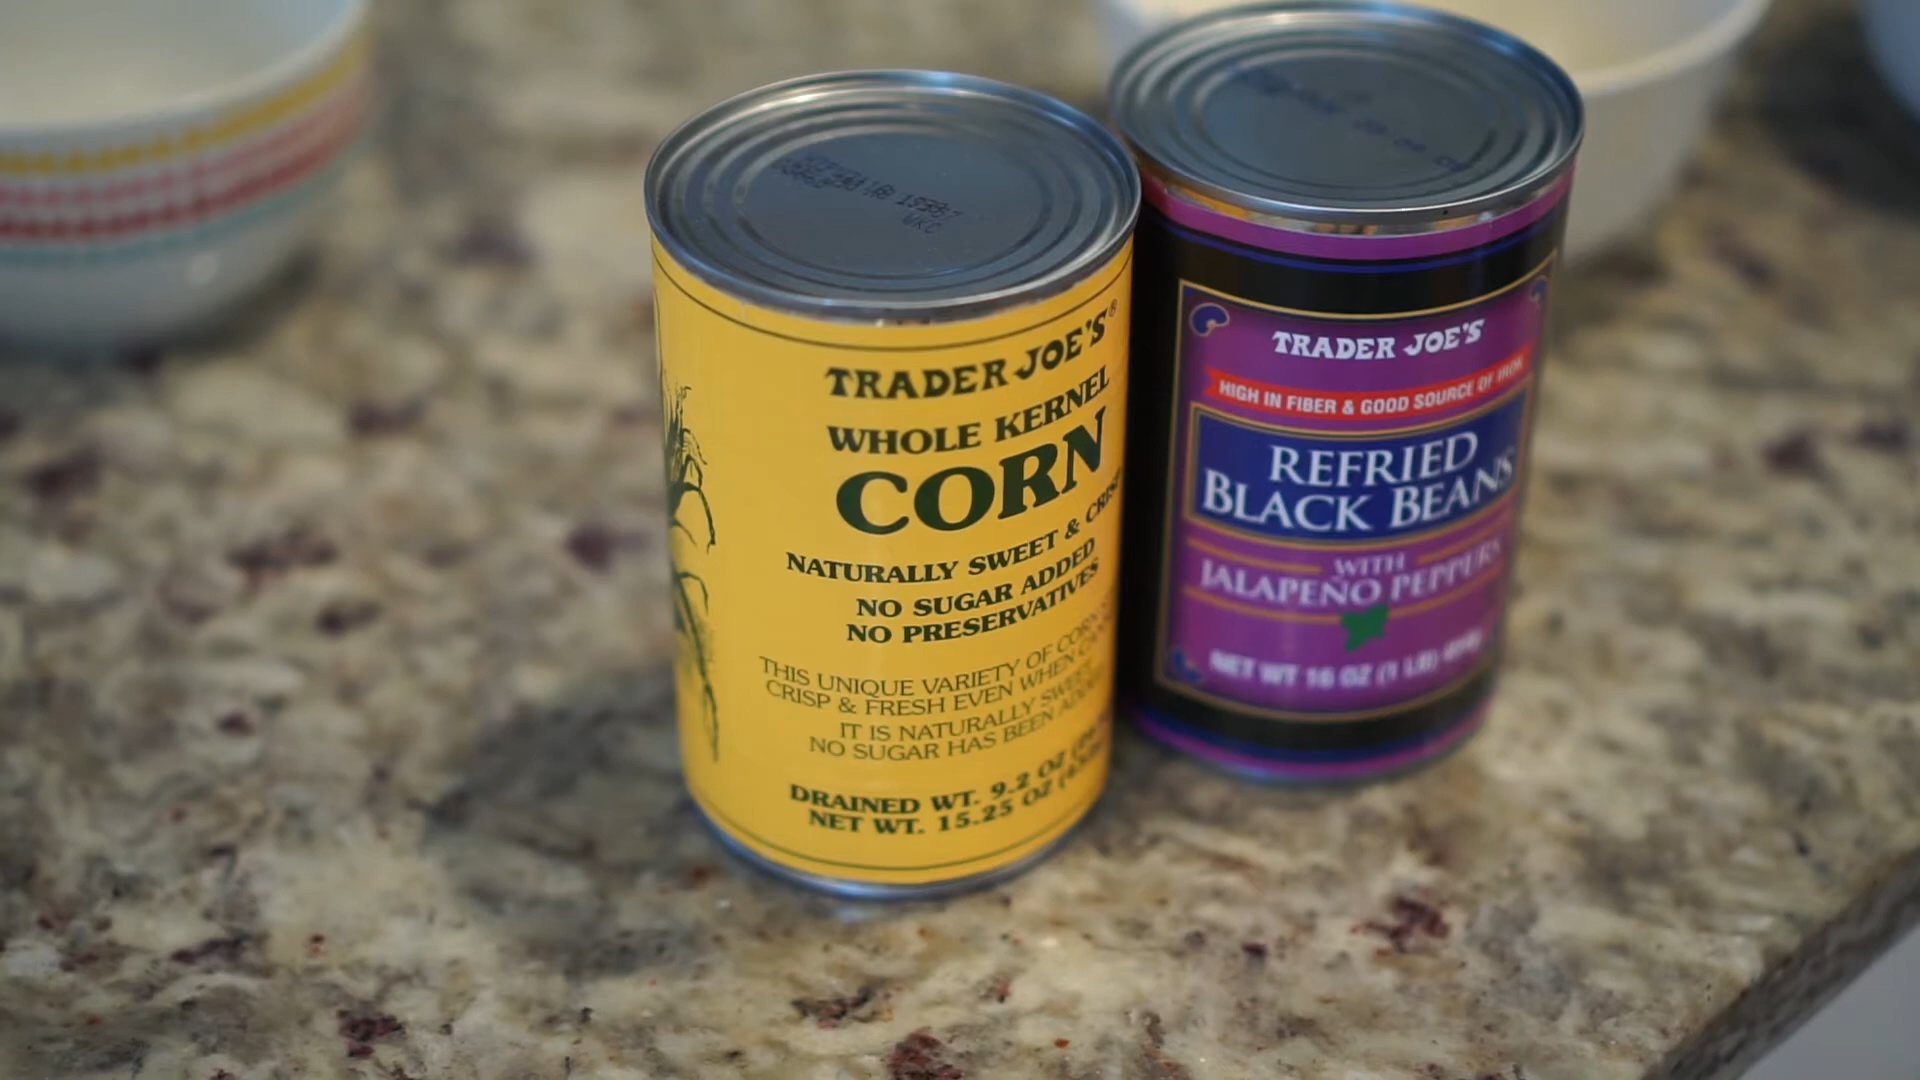 TRADER JOE'S®
WHOLE KERNEL
CORN
NATURALLY SWEET & CRISP
NO SUGAR ADDED
NO PRESERVATIVES
THIS UNIQUE VARIETY OF CORN
CRISP & FRESH EVEN WHEN
IT IS NATURALLY SWEET
NO SUGAR HAS BEEN
DRAINED WT. 9.2 OZ
NET WT. 15.25 OZ
TRADER JOE'S
HIGH IN FIBER & GOOD SOURCE OF IRON
REFRIED
BLACK BEANS
WITH
JALAPEÑO PEPPERS
NET WT 16 OZ (1 LB)